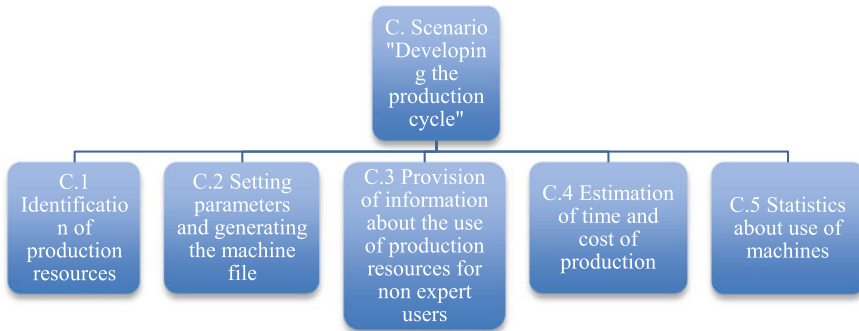 C. Scenario
"Developin
g the
production
cycle"
C.1
Identificatio
n of
production
resources
C.2 Setting
parameters
and generating
the machine
file
C.3 Provision
of information
about the use
of production
resources for
non expert
users
C.4 Estimation
of time and
cost of
production
C.5 Statistics
about use of
machines